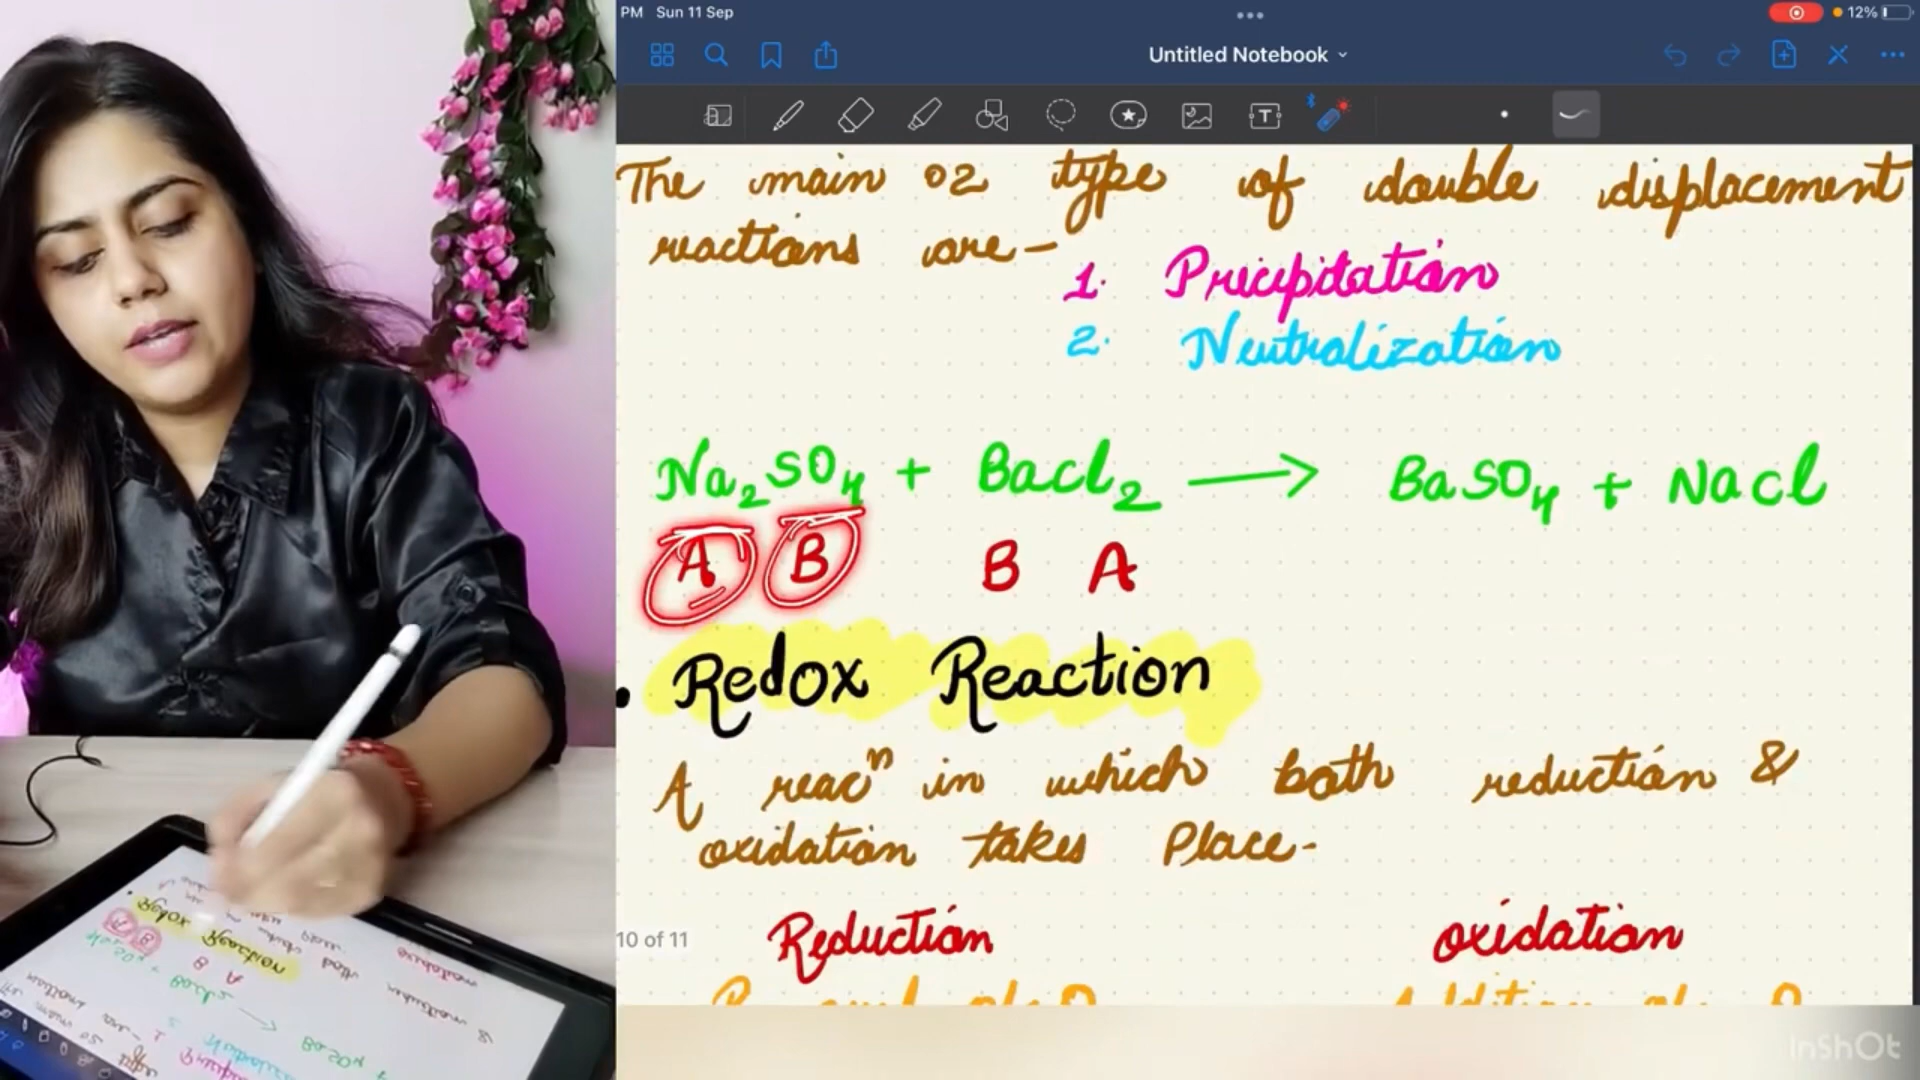 PM Sun 11 Sep
12%
Untitled Notebook
T
The main 02 type of double displacement
reactions are-
1. Precipitation
2. Neutralization
Na₂SO₄ + BaCl₂ → BaSO₄ + NaCl
A B B A
. Redox Reaction
A reacⁿ in which both reduction &
oxidation takes Place-
10 of 11
Reduction oxidation
InShOt